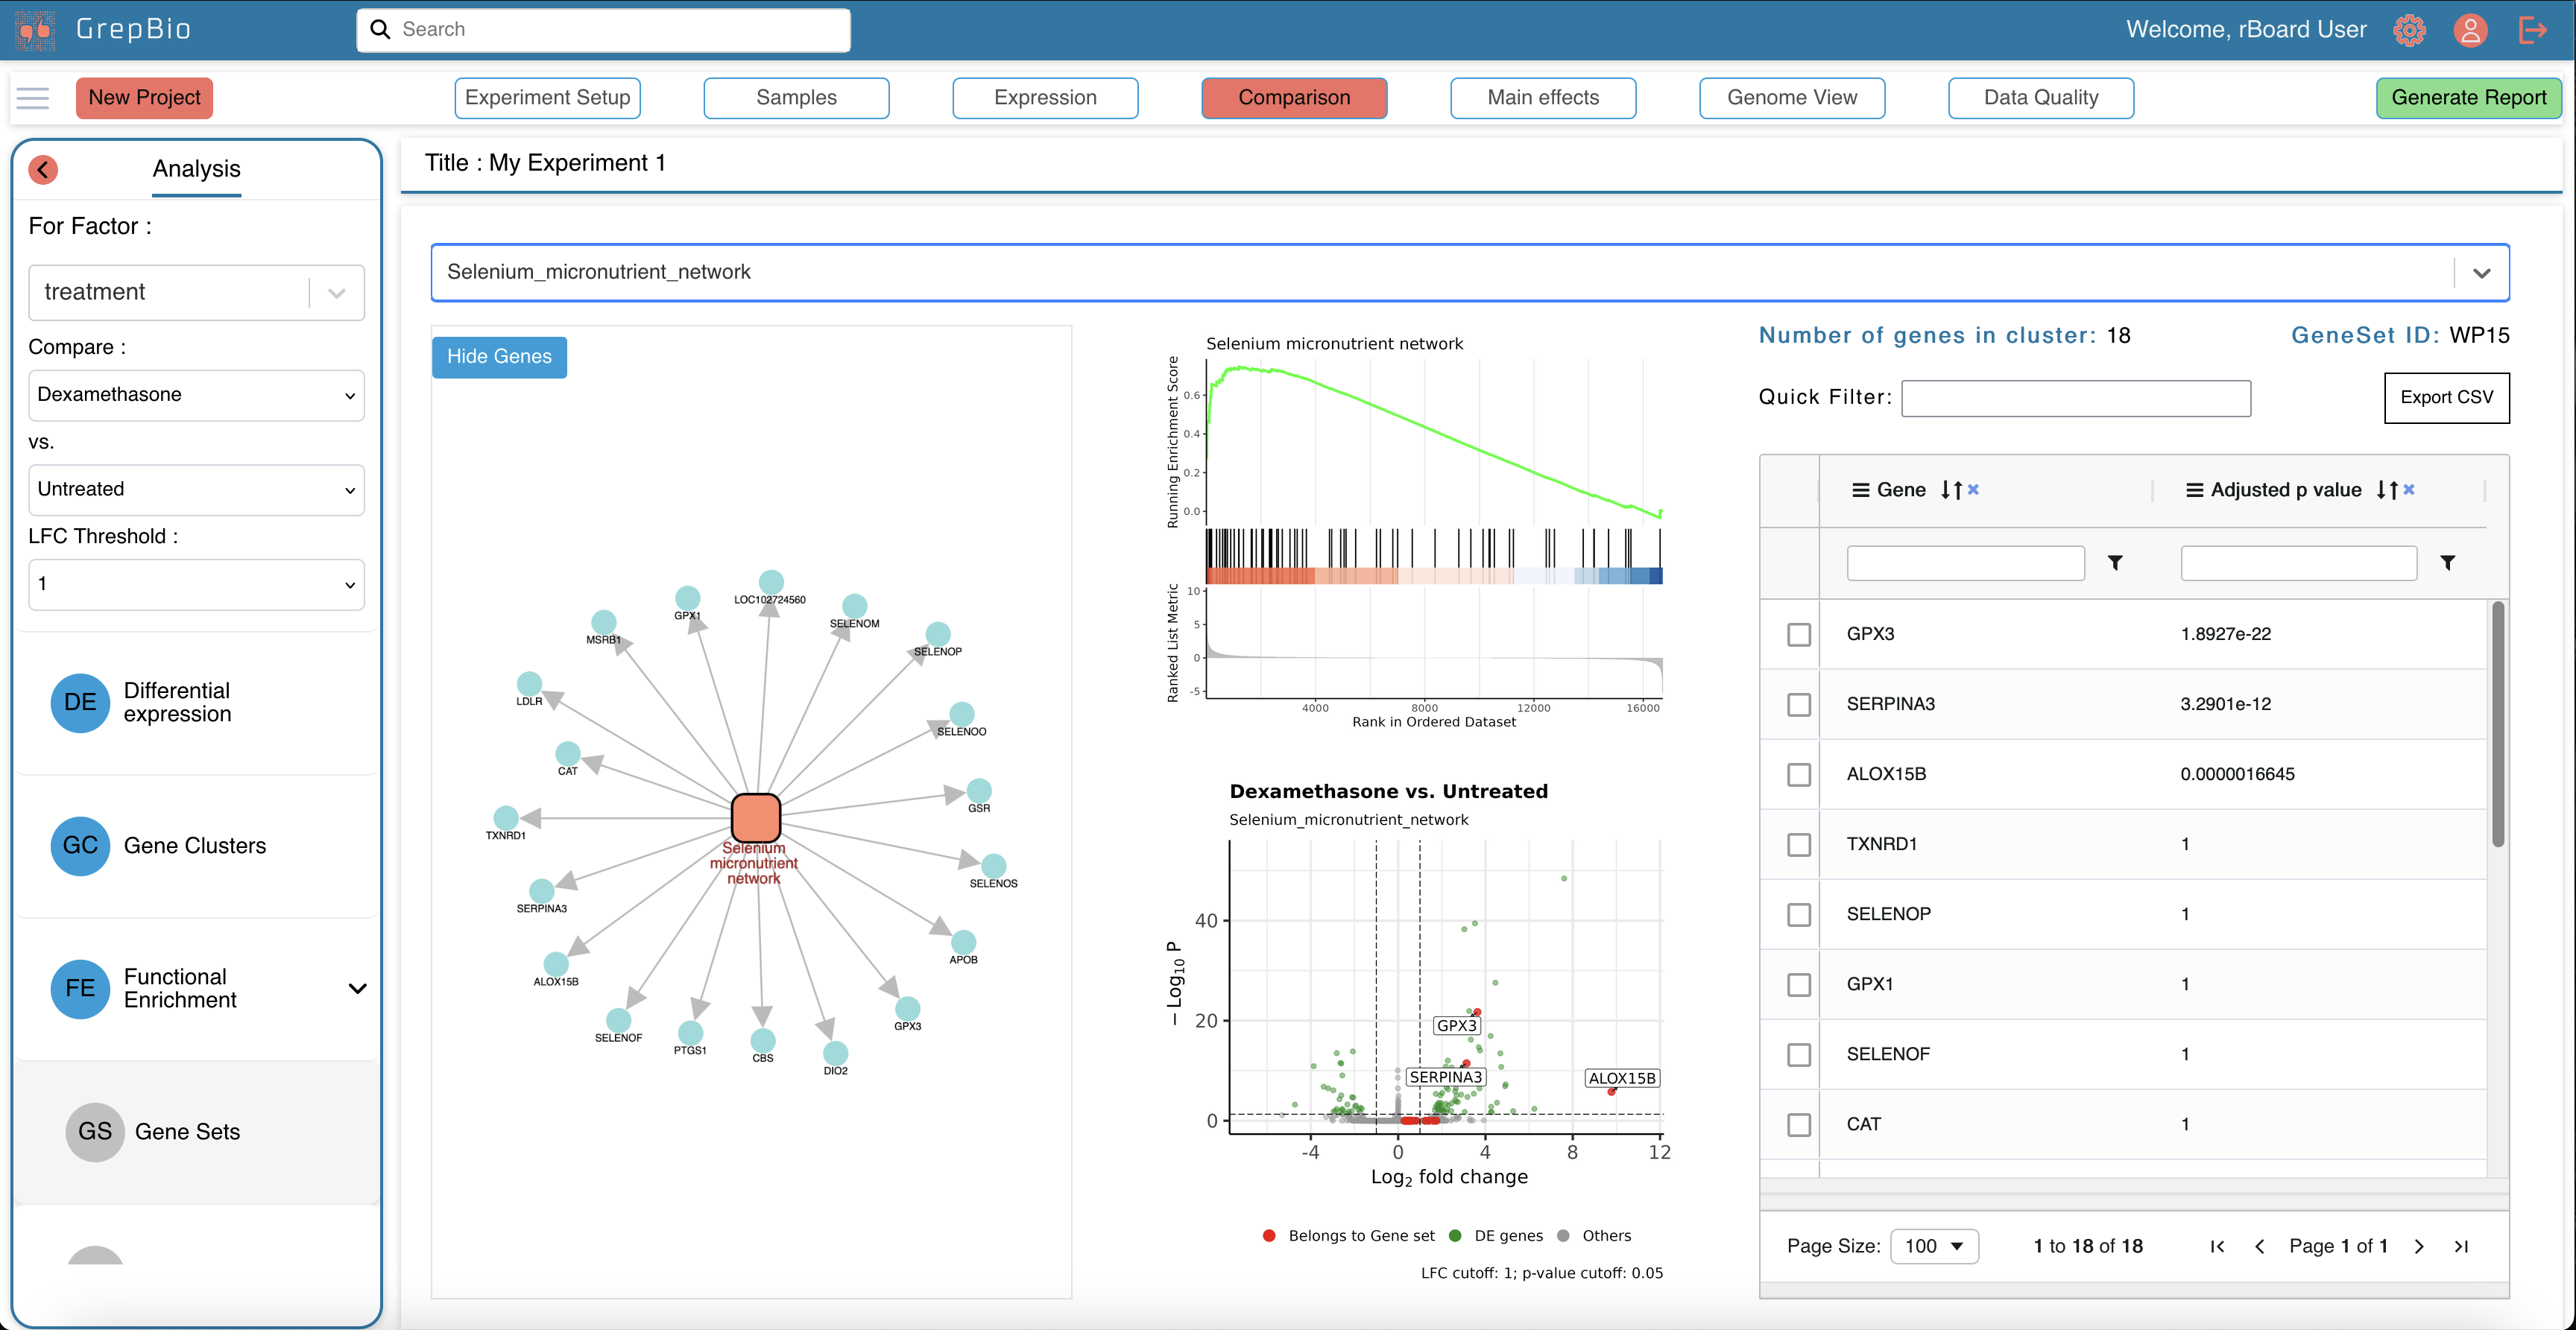 GrepBio
Search
Welcome, rBoard User
New Project
Experiment Setup
Samples
Expression
Comparison
Main effects
Genome View
Data Quality
Generate Report
Analysis
For Factor :
treatment
Compare :
Dexamethasone
vs.
Untreated
LFC Threshold :
1
DE
Differential
expression
GC
Gene Clusters
FE
Functional
Enrichment
GS
Gene Sets
Title : My Experiment 1
Selenium_micronutrient_network
Hide Genes
LOC102724560
GPX1
SELENOM
MSRB1
SELENOP
LDLR
SELENOO
CAT
GSR
TXNRD1
Selenium
micronutrient
network
SELENOS
SERPINA3
APOB
ALOX15B
GPX3
SELENOF
PTGS1
CBS
DIO2
Selenium micronutrient network
Running Enrichment Score
0.6
0.4
0.2
0.0
Ranked List Metric
10
5
0
-5
4000
8000
12000
16000
Rank in Ordered Dataset
Dexamethasone vs. Untreated
Selenium_micronutrient_network
– Log10 P
40
20
0
GPX3
SERPINA3
ALOX15B
-4
0
4
8
12
Log2 fold change
Belongs to Gene set
DE genes
Others
LFC cutoff: 1; p-value cutoff: 0.05
Number of genes in cluster: 18
GeneSet ID: WP15
Quick Filter:
Export CSV
Gene
Adjusted p value
GPX3 1.8927e-22
SERPINA3 3.2901e-12
ALOX15B 0.0000016645
TXNRD1 1
SELENOP 1
GPX1 1
SELENOF 1
CAT 1
Page Size: 100
1 to 18 of 18
Page 1 of 1